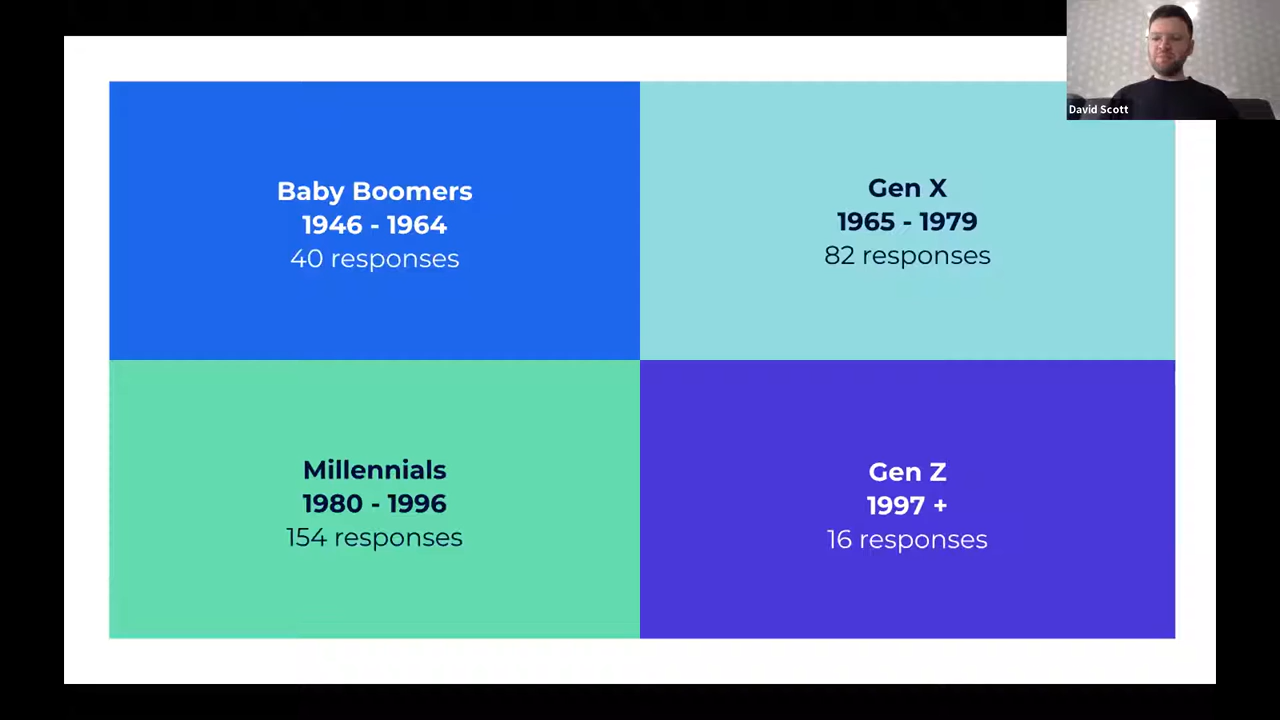 Baby Boomers
1946 - 1964
40 responses
Gen X
1965 - 1979
82 responses
Millennials
1980 - 1996
154 responses
Gen Z
1997 +
16 responses
David Scott